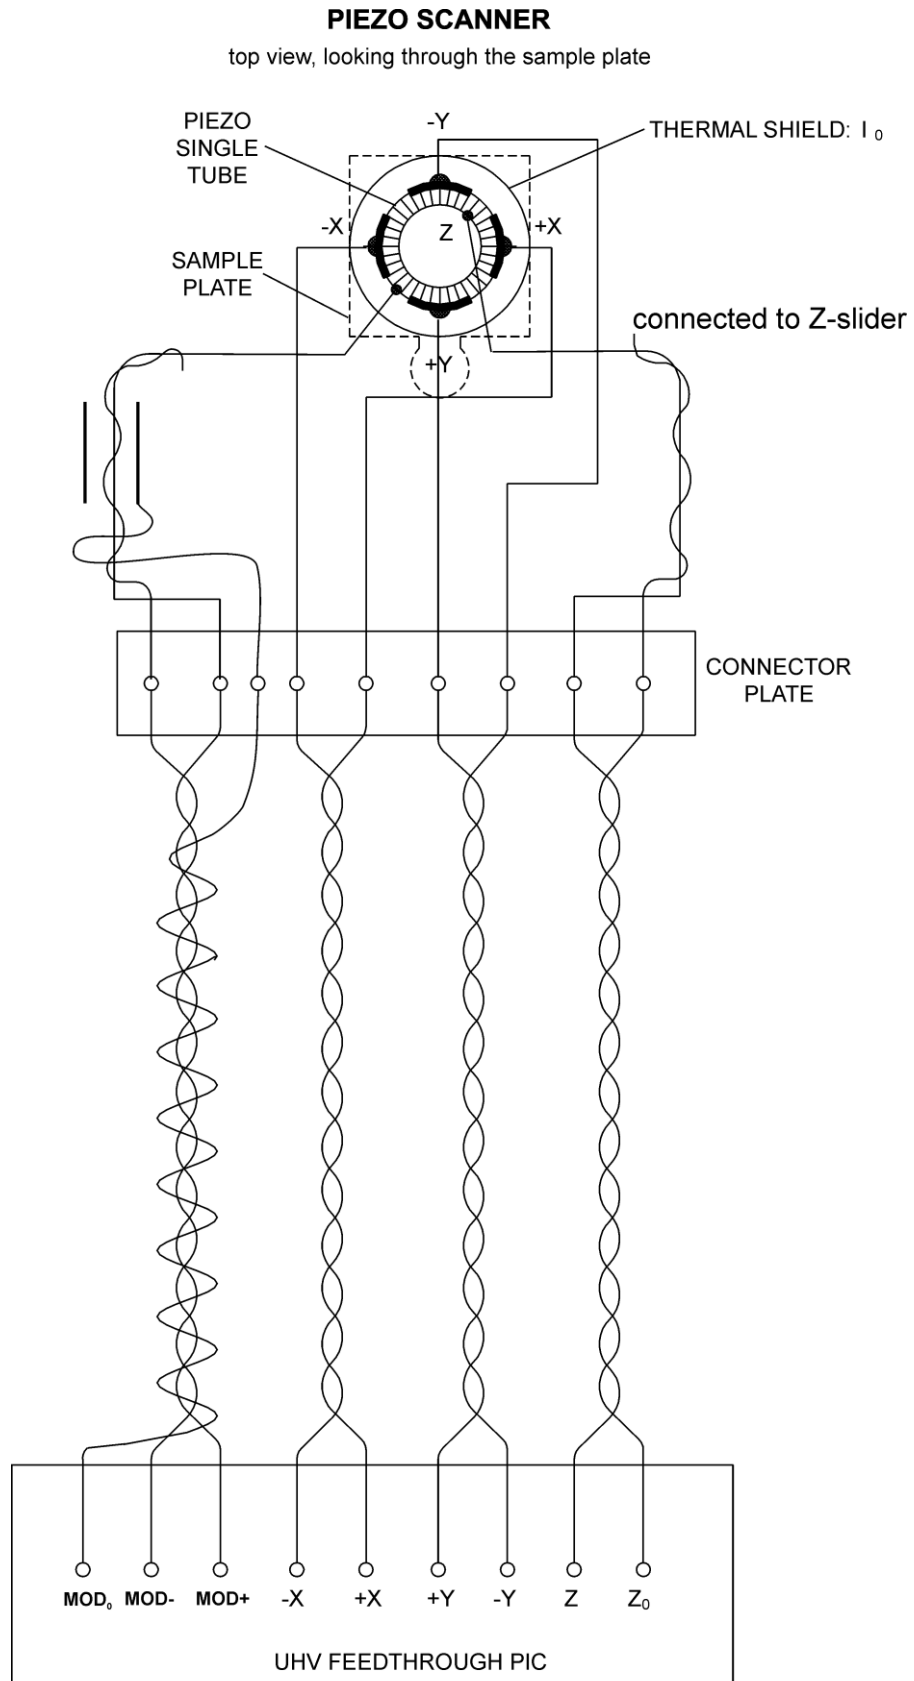 PIEZO SCANNER
top view, looking through the sample plate
PIEZO
SINGLE
TUBE
-Y
THERMAL SHIELD: I₀
-X
Z
+X
SAMPLE
PLATE
connected to Z-slider
+Y
CONNECTOR
PLATE
MOD₀ MOD- MOD+ -X +X +Y -Y Z Z₀
UHV FEEDTHROUGH PIC